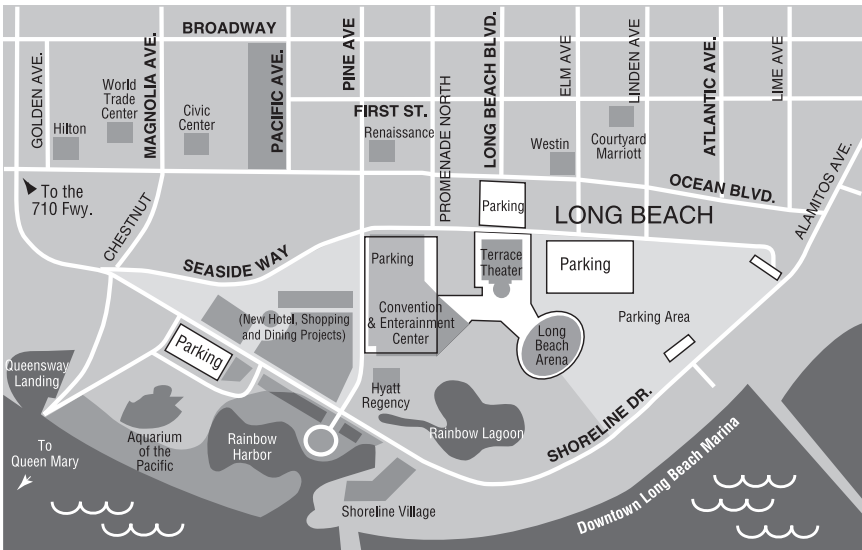 BROADWAY
GOLDEN AVE.
MAGNOLIA AVE.
PACIFIC AVE.
PINE AVE
PROMENADE NORTH
LONG BEACH BLVD.
ELM AVE
LINDEN AVE
ATLANTIC AVE.
LIME AVE
ALAMITOS AVE.
World
Trade
Center
Hilton
Civic
Center
FIRST ST.
Renaissance
Westin
Courtyard
Marriott
OCEAN BLVD.
To the
710 Fwy.
CHESTNUT
SEASIDE WAY
Parking
LONG BEACH
Parking
Terrace
Theater
Parking
(New Hotel, Shopping
and Dining Projects)
Convention
& Enterainment
Center
Parking Area
Long
Beach
Arena
Parking
Queensway
Landing
Hyatt
Regency
SHORELINE DR.
Aquarium
of the
Pacific
Rainbow
Harbor
Rainbow Lagoon
To
Queen Mary
Shoreline Village
Downtown Long Beach Marina